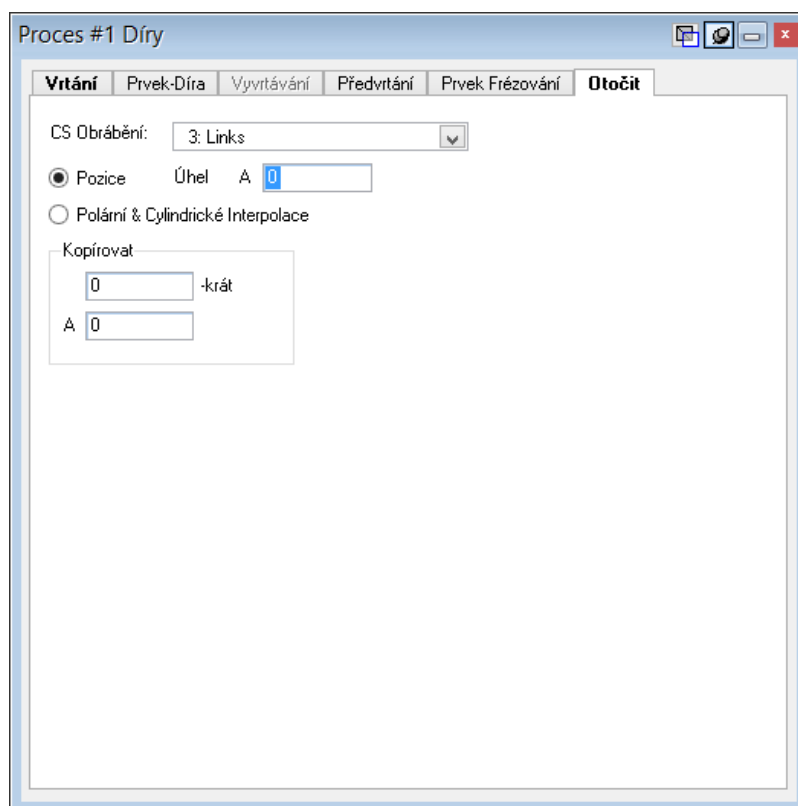 Proces #1 Díry
Vrtání Prvek-Díra Vyvrtávání Předvrtání Prvek Frézování Otočit
CS Obrábění: 3: Links
Pozice Úhel A 0
Polární & Cylindrické Interpolace
Kopírovat
0 -krát
A 0